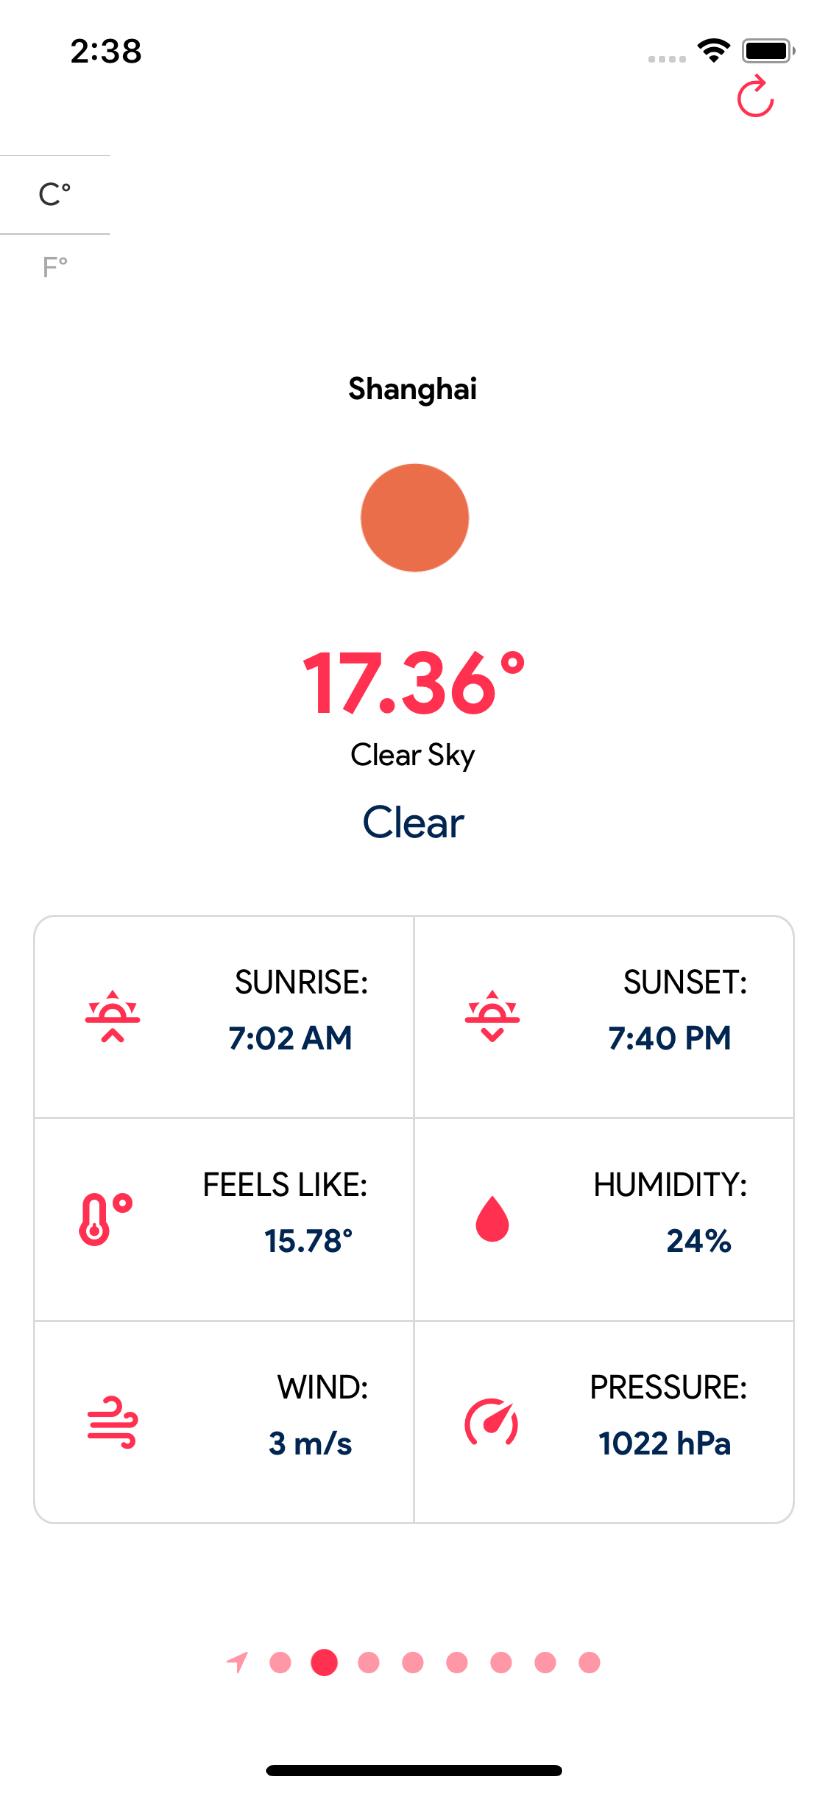 2:38
C°
F°
Shanghai
17.36°
Clear Sky
Clear
SUNRISE:
7:02 AM
SUNSET:
7:40 PM
FEELS LIKE:
15.78°
HUMIDITY:
24%
WIND:
3 m/s
PRESSURE:
1022 hPa